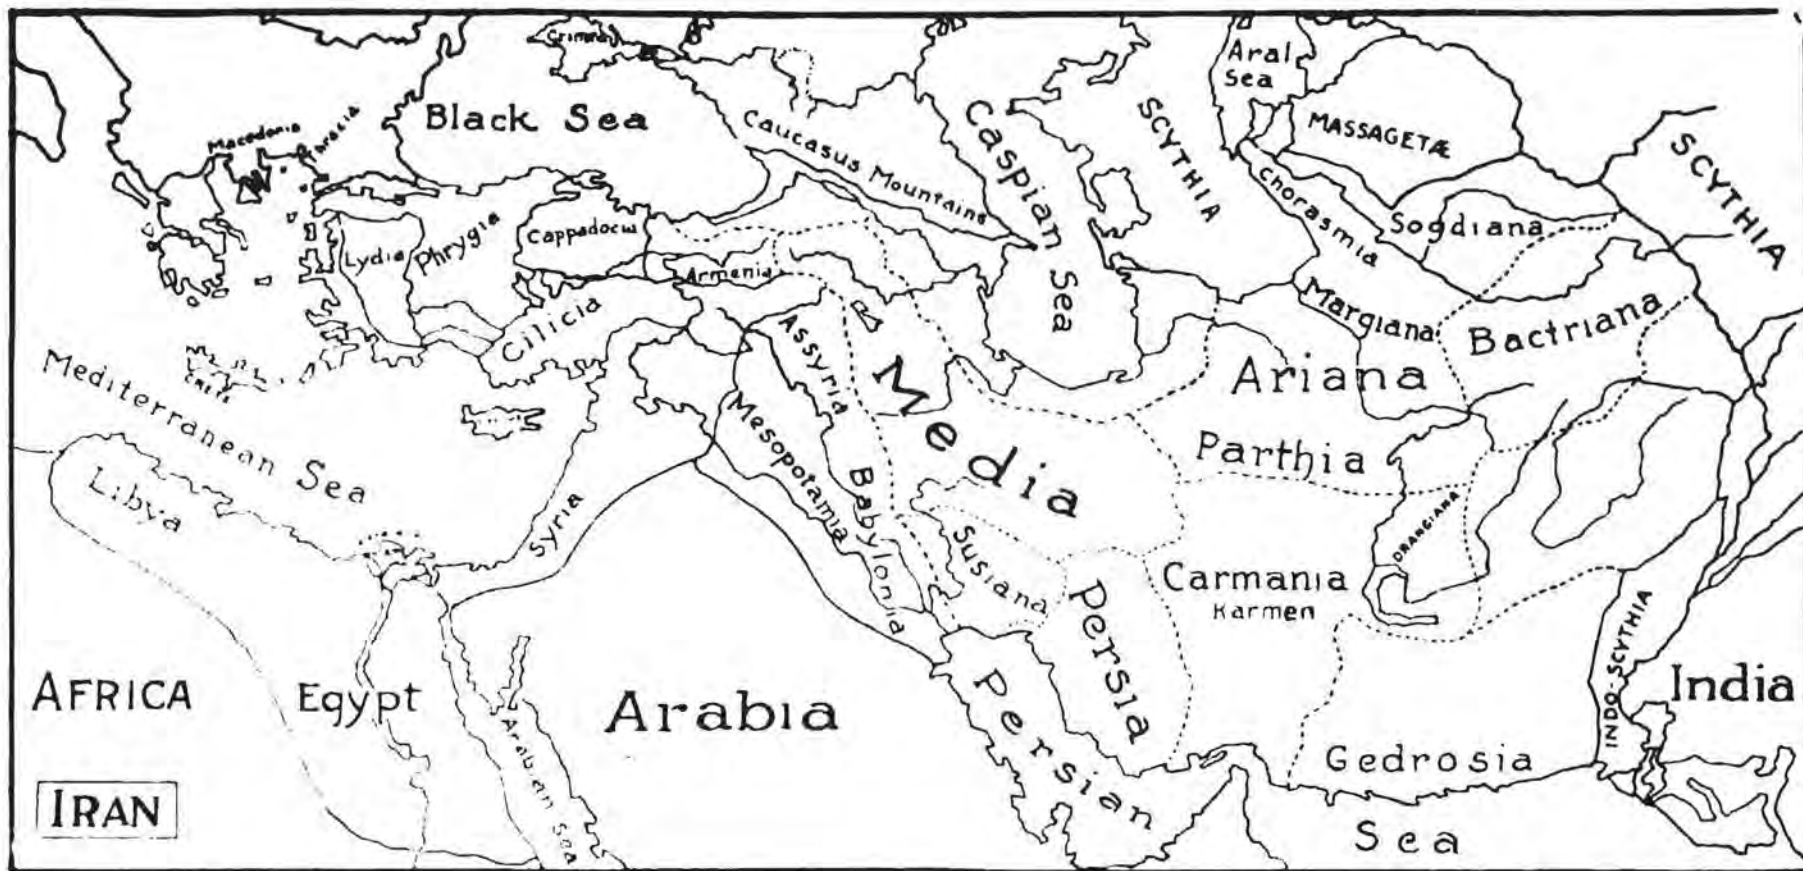 Crimea
Aral
Sea
Black Sea
Caucasus Mountains
Caspian Sea
SCYTHIA
MASSAGETÆ
SCYTHIA
Macedonia
Thracia
Chorasmia
Sogdiana
Lydia
Phrygia
Cappadocia
Armenia
Margiana
Bactriana
Cilicia
ASSYRIA
Media
Ariana
Mediterranean Sea
CRETE
Mesopotamia
Babylonia
Parthia
Libya
Syria
Susiana
DRANGIANA
Persia
Carmania
Karmen
INDO-SCYTHIA
AFRICA
Egypt
Arabia
Arabian Sea
Persian
Sea
Gedrosia
India
IRAN